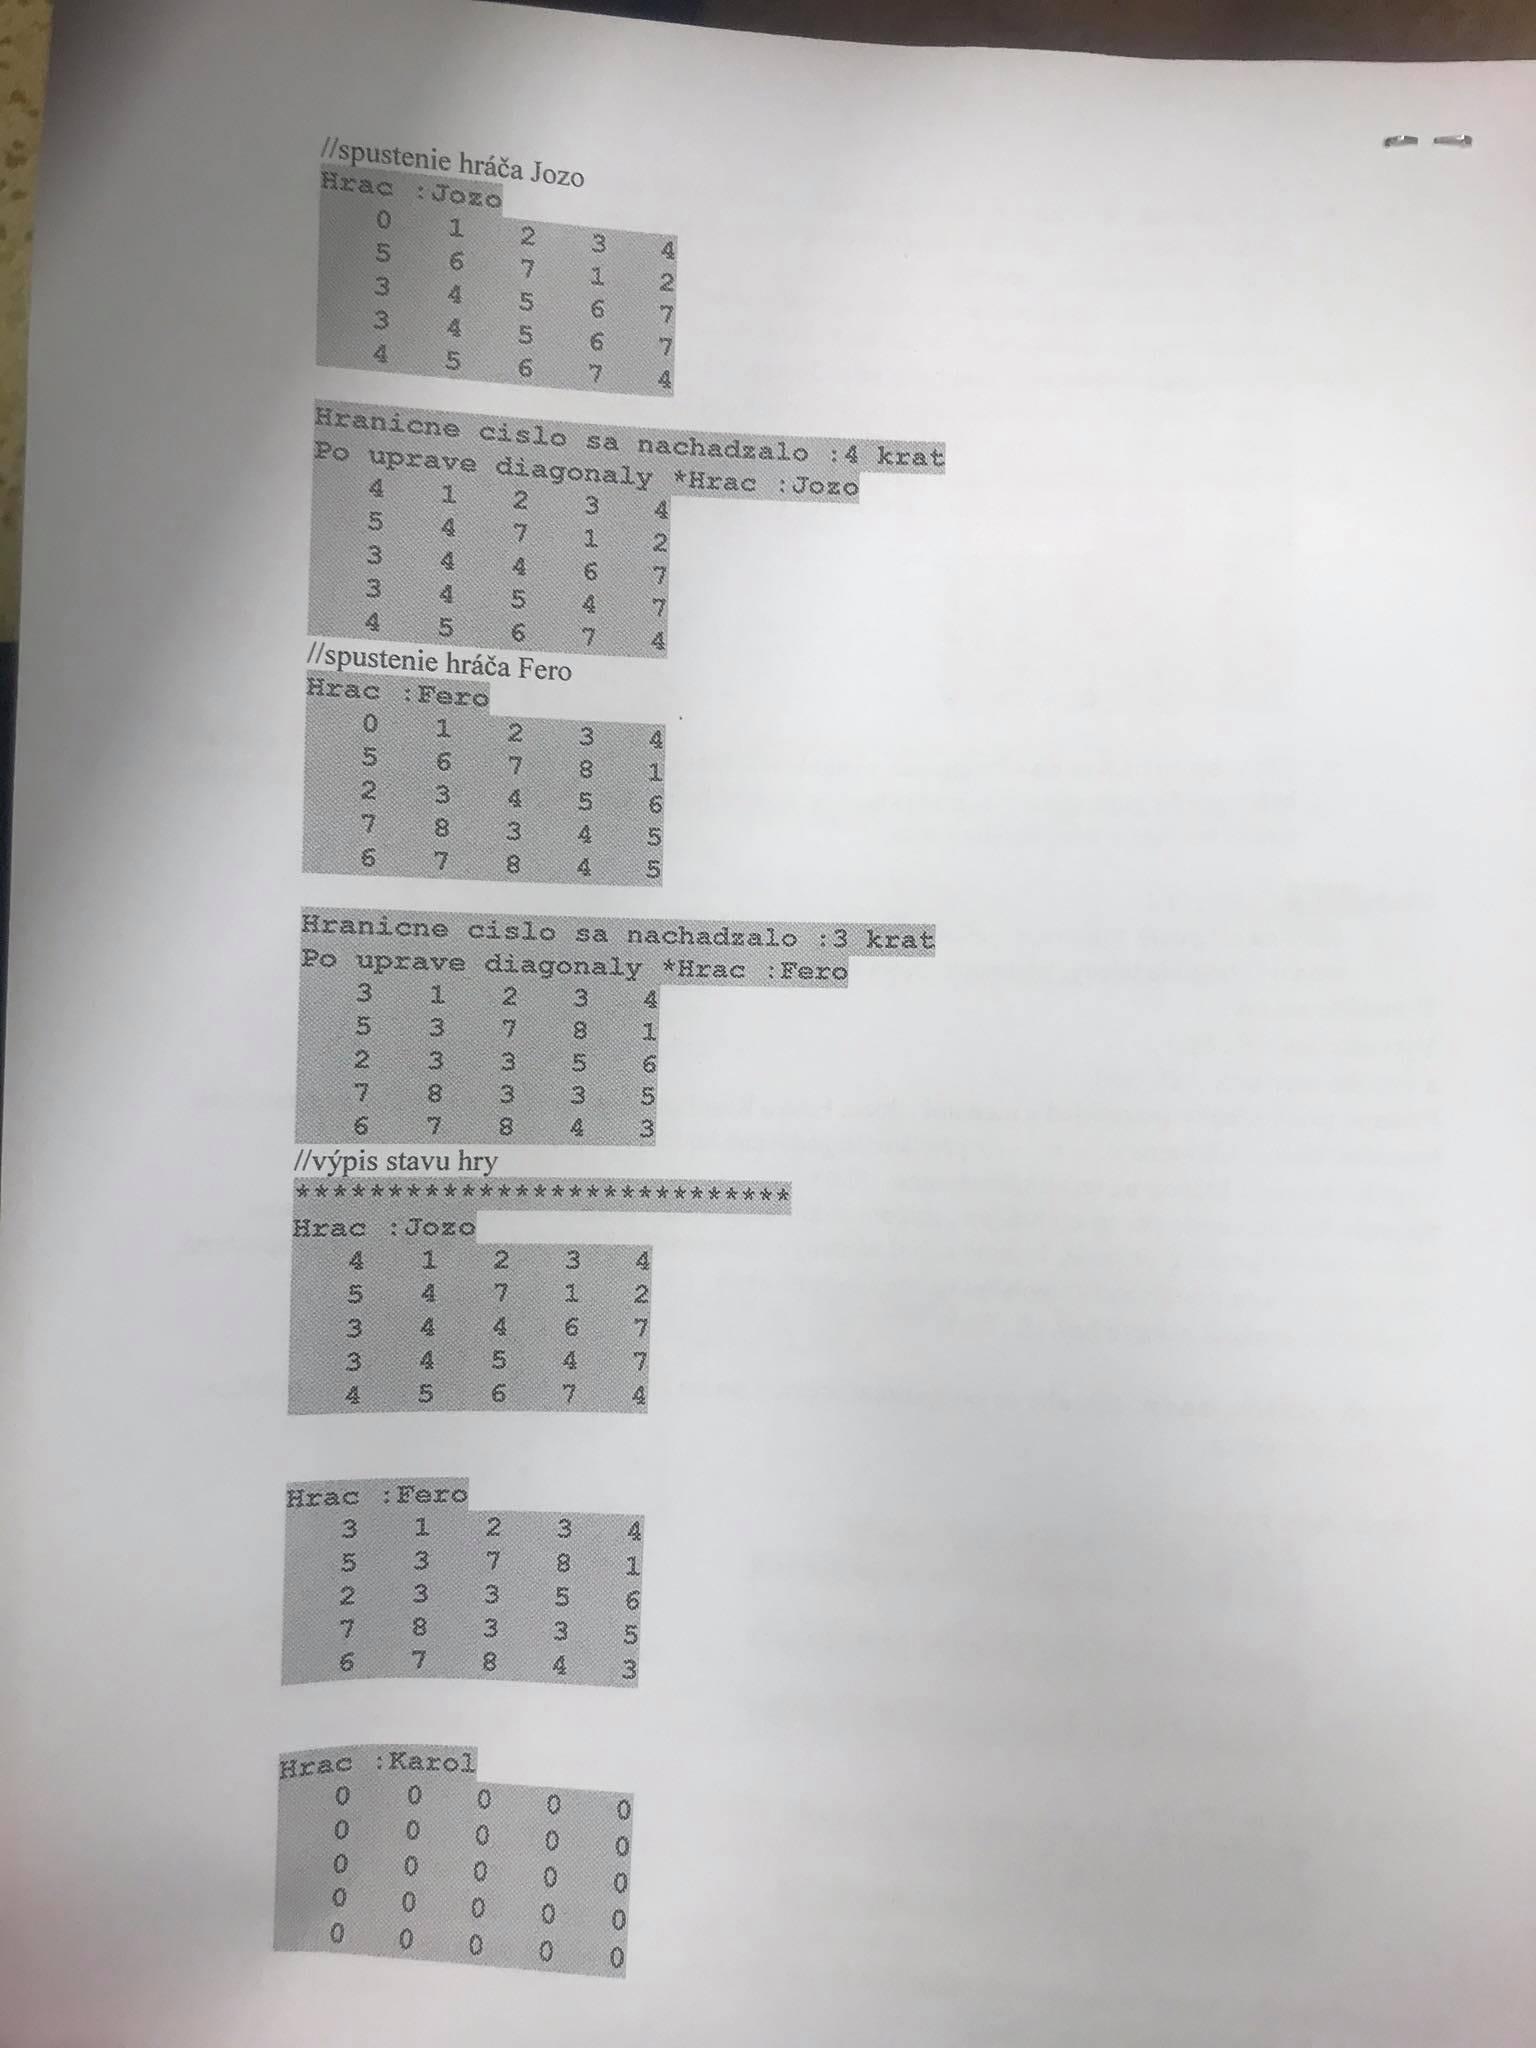 //spustenie hráča Jozo
Hrac :Jozo
0 1 2 3 4
5 6 7 1 2
3 4 5 6 7
3 4 5 6 7
4 5 6 7 4
Hranicne cislo sa nachadzalo :4 krat
Po uprave diagonaly *Hrac :Jozo
4 1 2 3 4
5 4 7 1 2
3 4 4 6 7
3 4 5 4 7
4 5 6 7 4
//spustenie hráča Fero
Hrac :Fero
0 1 2 3 4
5 6 7 8 1
2 3 4 5 6
7 8 3 4 5
6 7 8 4 5
Hranicne cislo sa nachadzalo :3 krat
Po uprave diagonaly *Hrac :Fero
3 1 2 3 4
5 3 7 8 1
2 3 3 5 6
7 8 3 3 5
6 7 8 4 3
//výpis stavu hry
****************************
Hrac :Jozo
4 1 2 3 4
5 4 7 1 2
3 4 4 6 7
3 4 5 4 7
4 5 6 7 4
Hrac :Fero
3 1 2 3 4
5 3 7 8 1
2 3 3 5 6
7 8 3 3 5
6 7 8 4 3
Hrac :Karol
0 0 0 0 0
0 0 0 0 0
0 0 0 0 0
0 0 0 0 0
0 0 0 0 0